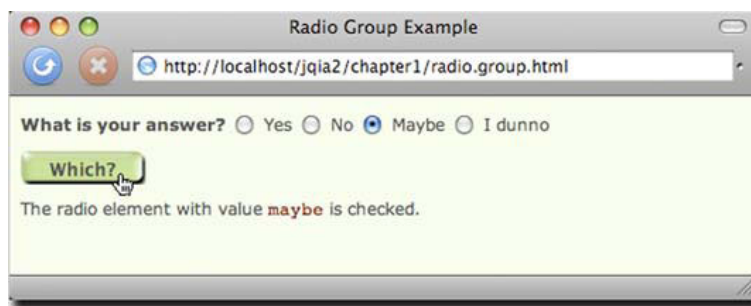 Radio Group Example
http://localhost/jqia2/chapter1/radio.group.html
What is your answer? Yes No Maybe I dunno
Which?
The radio element with value maybe is checked.